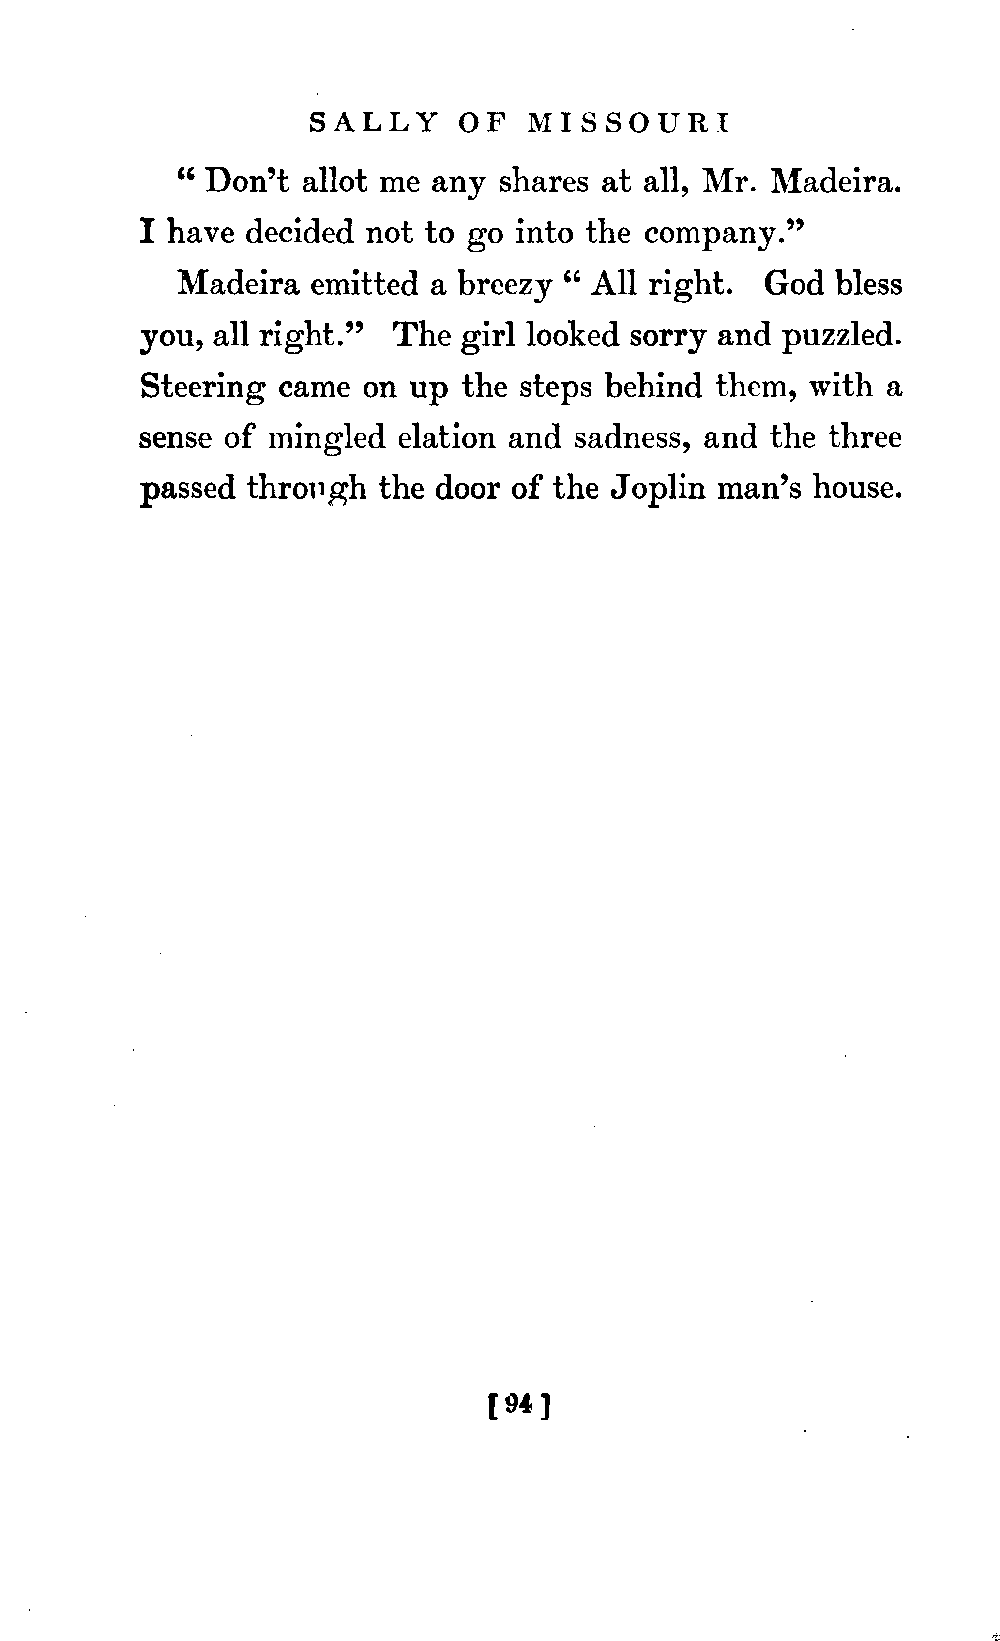 SALLY OF MISSOURI
“ Don’t allot me any shares at all, Mr. Madeira.
I have decided not to go into the company.”
Madeira emitted a breezy “ All right. God bless
you, all right.” The girl looked sorry and puzzled.
Steering came on up the steps behind them, with a
sense of mingled elation and sadness, and the three
passed through the door of the Joplin man’s house.
[ 94 ]